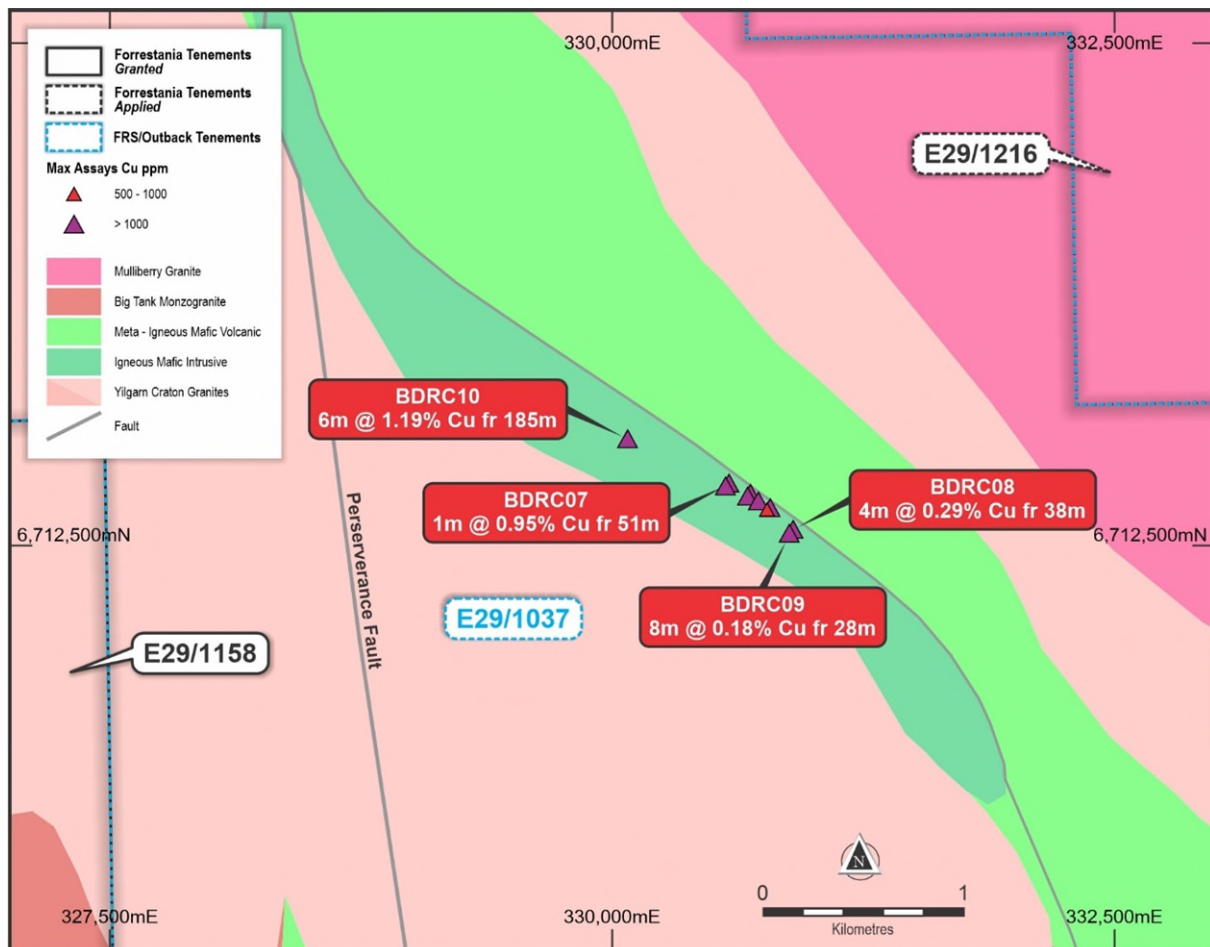 330,000mE
332,500mE
Forrestania Tenements
Granted
Forrestania Tenements
Applied
FRS/Outback Tenements
Max Assays Cu ppm
500 - 1000
> 1000
Mulliberry Granite
Big Tank Monzogranite
Meta - Igneous Mafic Volcanic
Igneous Mafic Intrusive
Yilgarn Craton Granites
Fault
E29/1216
BDRC10
6m @ 1.19% Cu fr 185m
BDRC07
1m @ 0.95% Cu fr 51m
BDRC08
4m @ 0.29% Cu fr 38m
6,712,500mN
6,712,500mN
Perserverance Fault
BDRC09
8m @ 0.18% Cu fr 28m
E29/1037
E29/1158
N
0
1
Kilometres
327,500mE
330,000mE
332,500mE